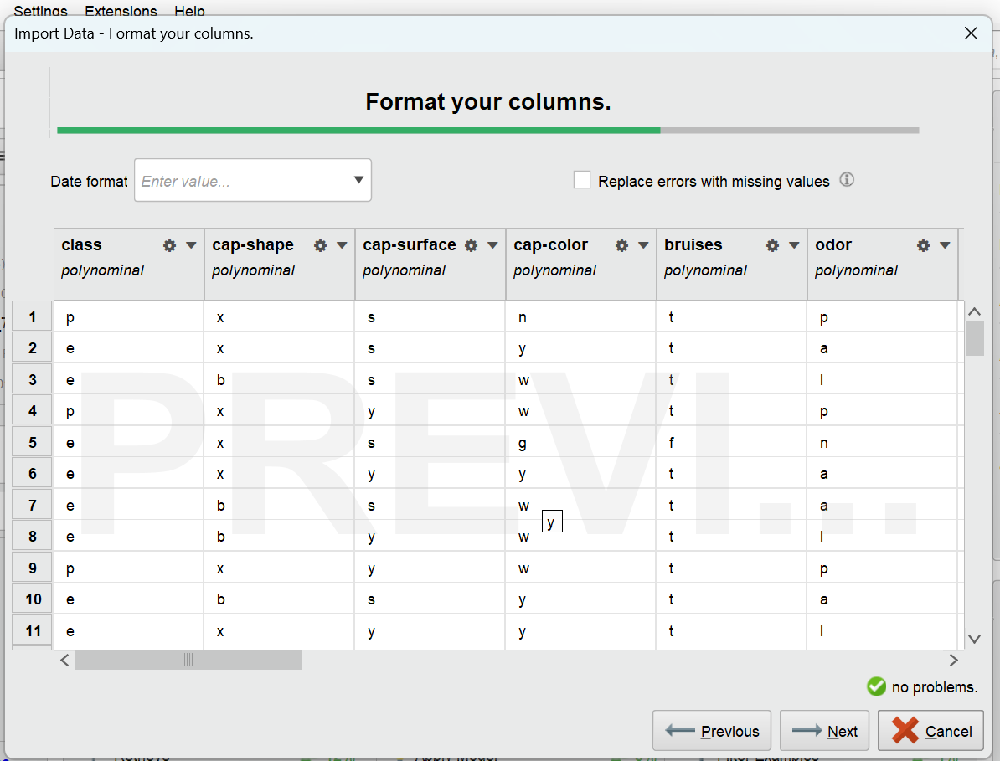 Settings Extensions Help
Import Data - Format your columns.
Format your columns.
Date format Enter value... Replace errors with missing values
class cap-shape cap-surface cap-color bruises odor
polynominal polynominal polynominal polynominal polynominal polynominal
1 p x s n t p
2 e x s y t a
3 e b s w t l
4 p x y w t p
5 e x s g f n
6 e x y y t a
7 e b s w t a
y
8 e b y w t l
9 p x y w t p
10 e b s y t a
11 e x y y t l
PREVI...
no problems.
Previous Next Cancel